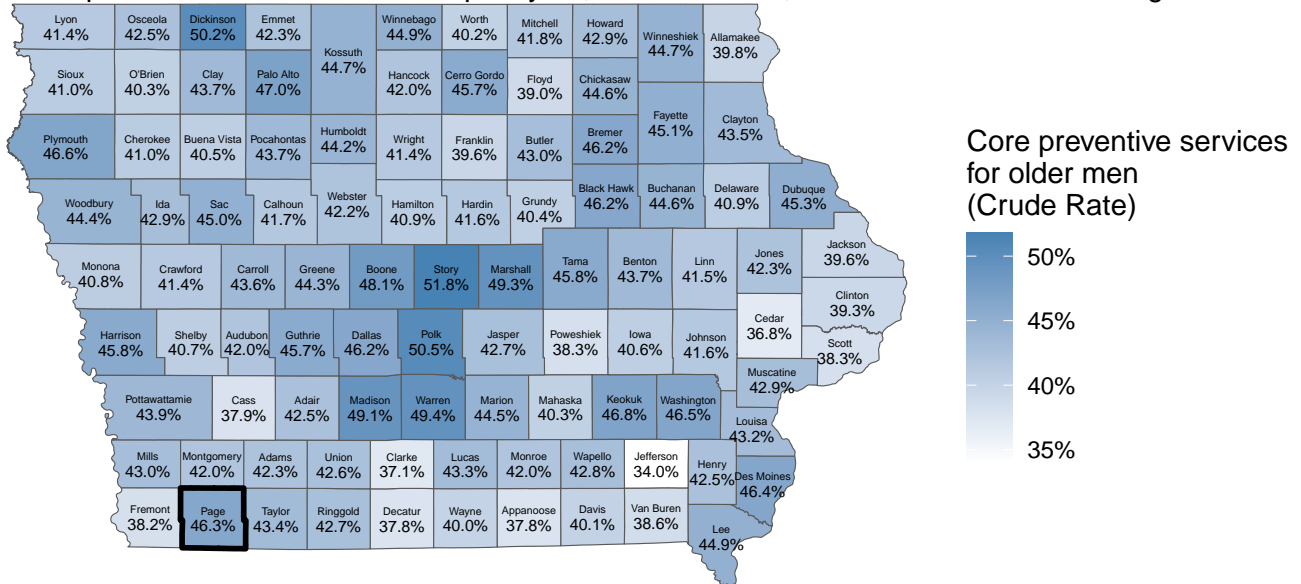 Lyon
41.4%
Osceola
42.5%
Dickinson
50.2%
Emmet
42.3%
Kossuth
44.7%
Winnebago
44.9%
Worth
40.2%
Mitchell
41.8%
Howard
42.9%
Winneshiek
44.7%
Allamakee
39.8%
Sioux
41.0%
O'Brien
40.3%
Clay
43.7%
Palo Alto
47.0%
Hancock
42.0%
Cerro Gordo
45.7%
Floyd
39.0%
Chickasaw
44.6%
Fayette
45.1%
Clayton
43.5%
Plymouth
46.6%
Cherokee
41.0%
Buena Vista
40.5%
Pocahontas
43.7%
Humboldt
44.2%
Wright
41.4%
Franklin
39.6%
Butler
43.0%
Bremer
46.2%
Woodbury
44.4%
Ida
42.9%
Sac
45.0%
Calhoun
41.7%
Webster
42.2%
Hamilton
40.9%
Hardin
41.6%
Grundy
40.4%
Black Hawk
46.2%
Buchanan
44.6%
Delaware
40.9%
Dubuque
45.3%
Monona
40.8%
Crawford
41.4%
Carroll
43.6%
Greene
44.3%
Boone
48.1%
Story
51.8%
Marshall
49.3%
Tama
45.8%
Benton
43.7%
Linn
41.5%
Jones
42.3%
Jackson
39.6%
Clinton
39.3%
Harrison
45.8%
Shelby
40.7%
Audubon
42.0%
Guthrie
45.7%
Dallas
46.2%
Polk
50.5%
Jasper
42.7%
Poweshiek
38.3%
Iowa
40.6%
Johnson
41.6%
Cedar
36.8%
Scott
38.3%
Muscatine
42.9%
Pottawattamie
43.9%
Cass
37.9%
Adair
42.5%
Madison
49.1%
Warren
49.4%
Marion
44.5%
Mahaska
40.3%
Keokuk
46.8%
Washington
46.5%
Louisa
43.2%
Mills
43.0%
Montgomery
42.0%
Adams
42.3%
Union
42.6%
Clarke
37.1%
Lucas
43.3%
Monroe
42.0%
Wapello
42.8%
Jefferson
34.0%
Henry
42.5%
Des Moines
46.4%
Fremont
38.2%
Page
46.3%
Taylor
43.4%
Ringgold
42.7%
Decatur
37.8%
Wayne
40.0%
Appanoose
37.8%
Davis
40.1%
Van Buren
38.6%
Lee
44.9%
Core preventive services
for older men
(Crude Rate)
50%
45%
40%
35%